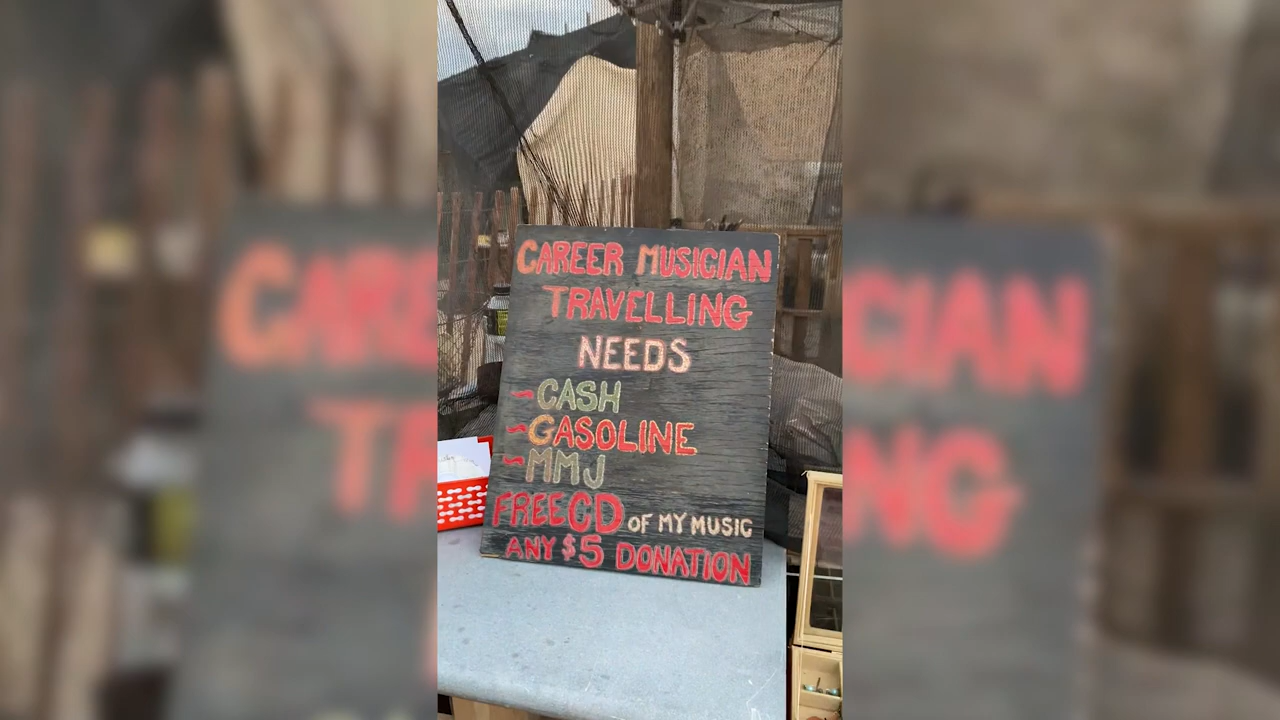 CAREER MUSICIAN
TRAVELLING
NEEDS
~CASH
~GASOLINE
~MMJ
FREE CD OF MY MUSIC
ANY $5 DONATION